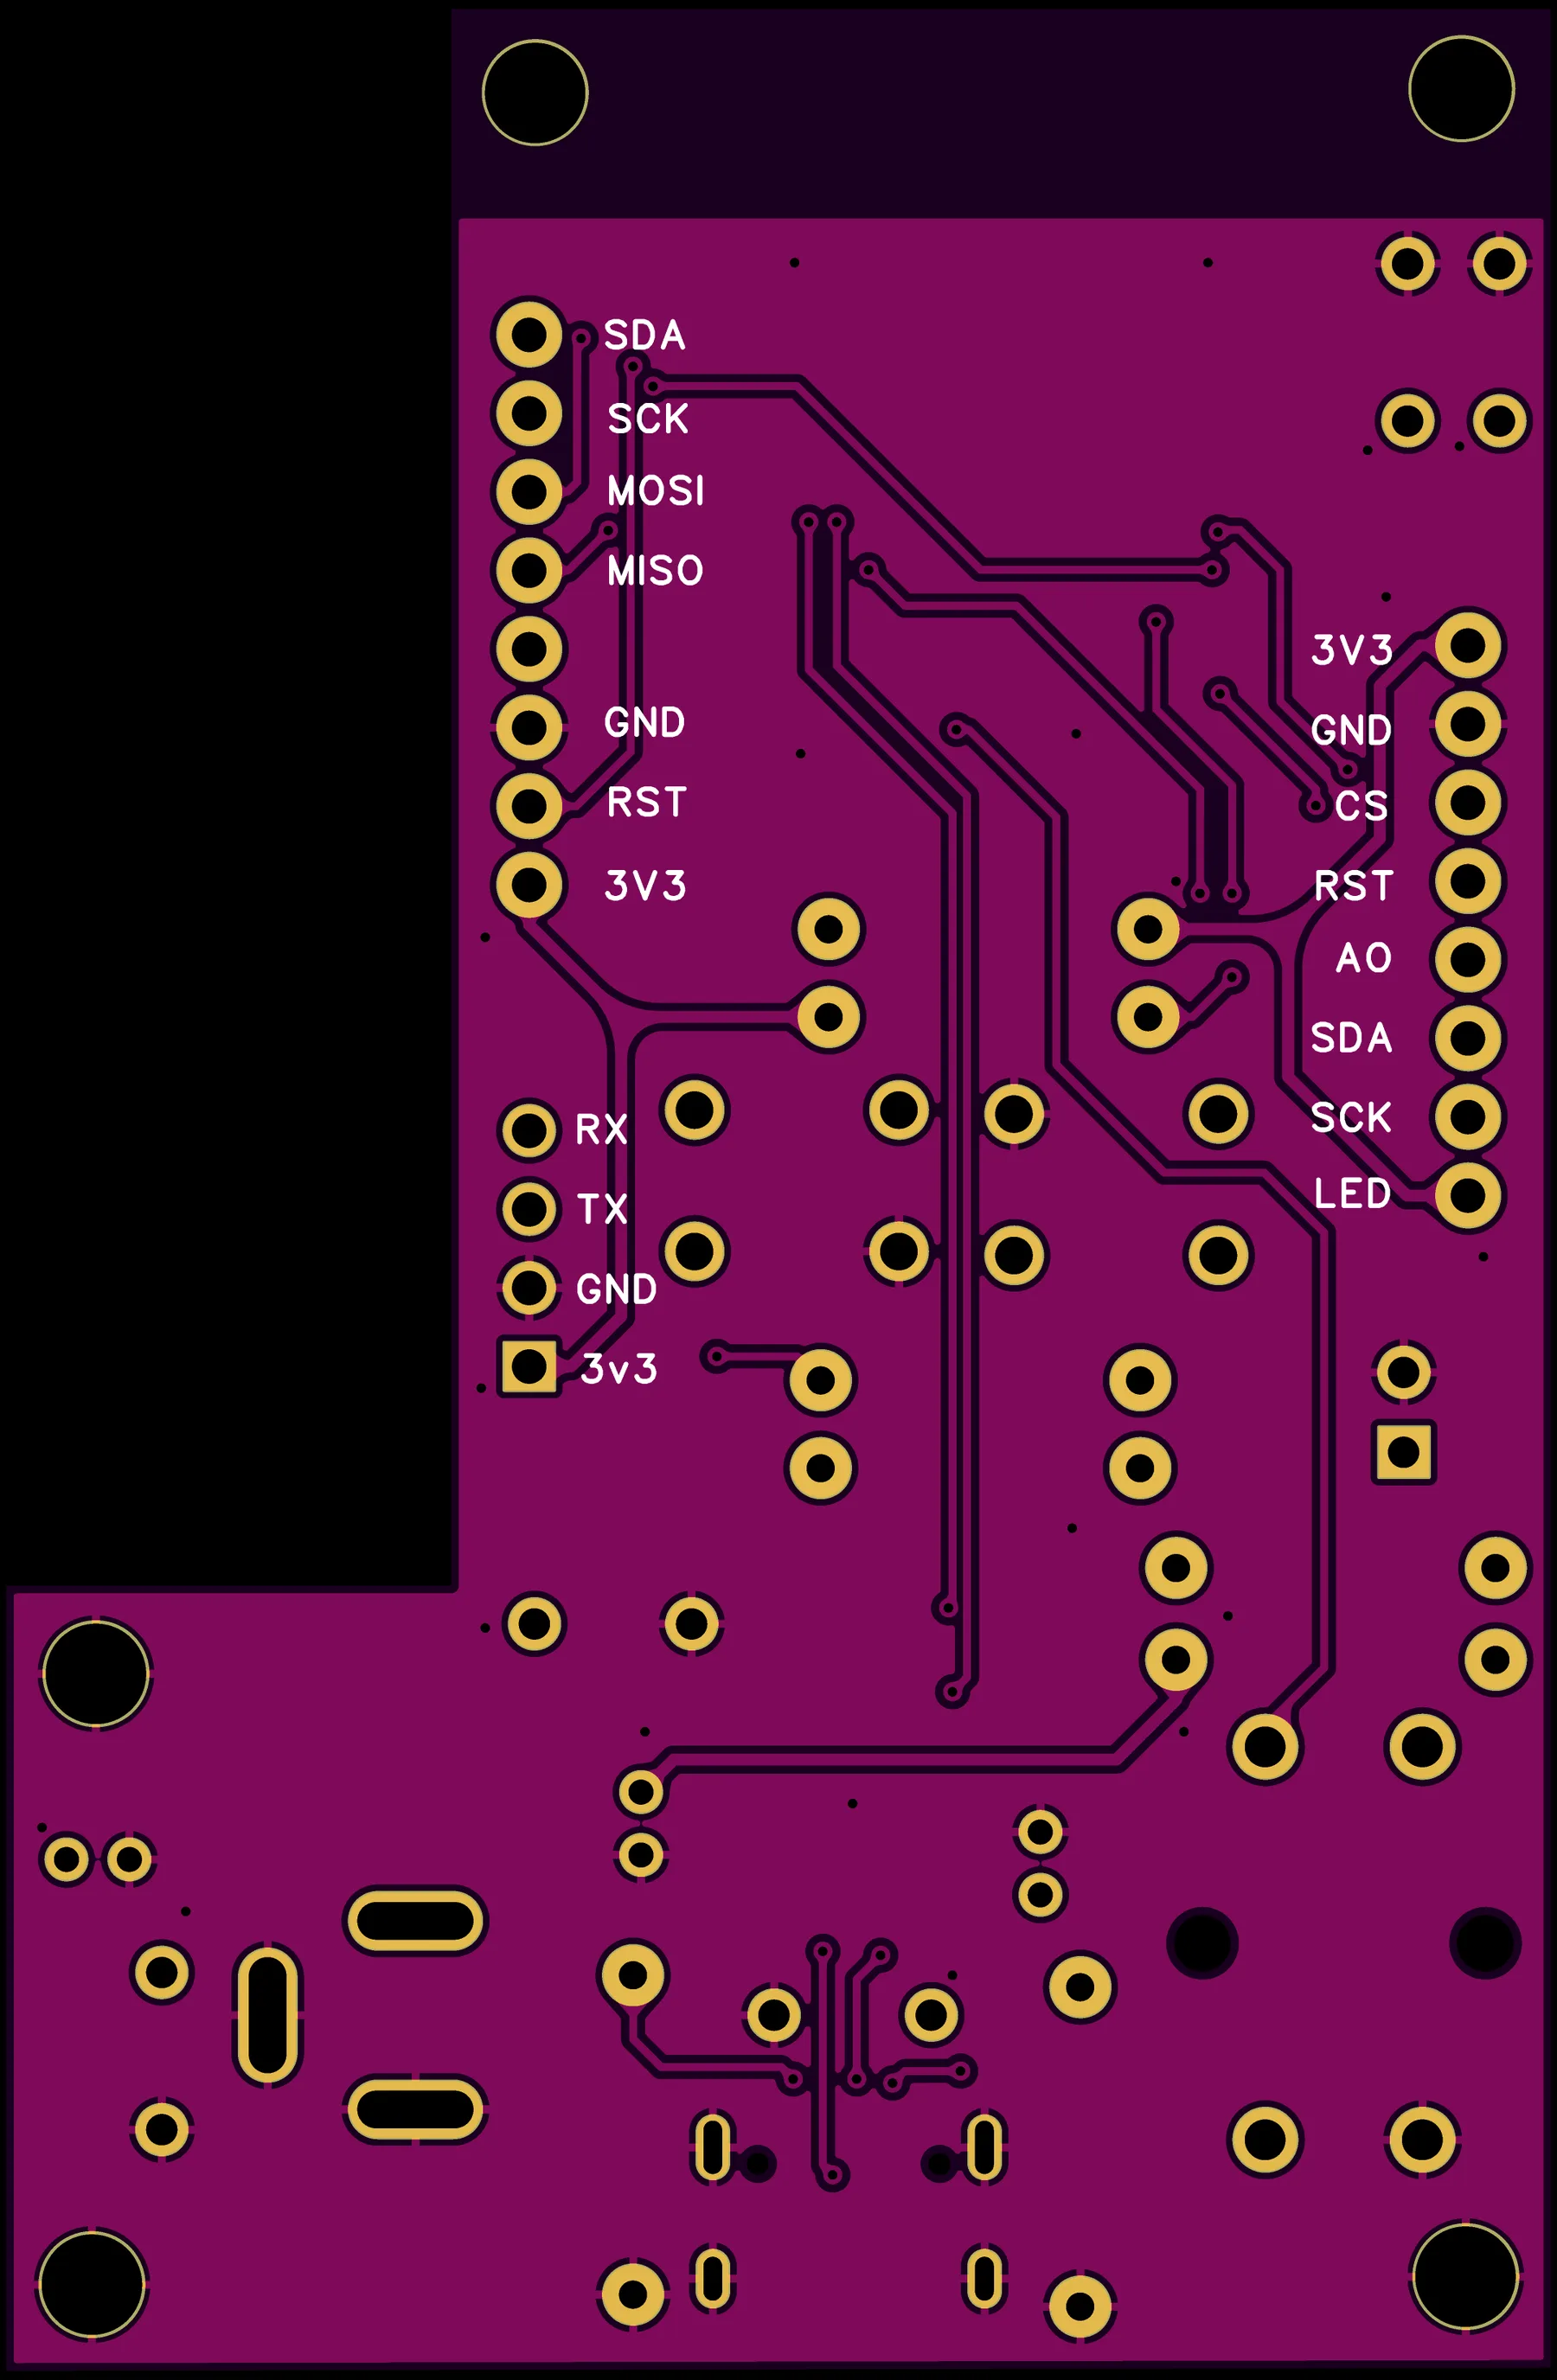 SDA
SCK
MOSI
MISO
GND
RST
3V3
3V3
GND
CS
RST
A0
SDA
SCK
LED
RX
TX
GND
3v3